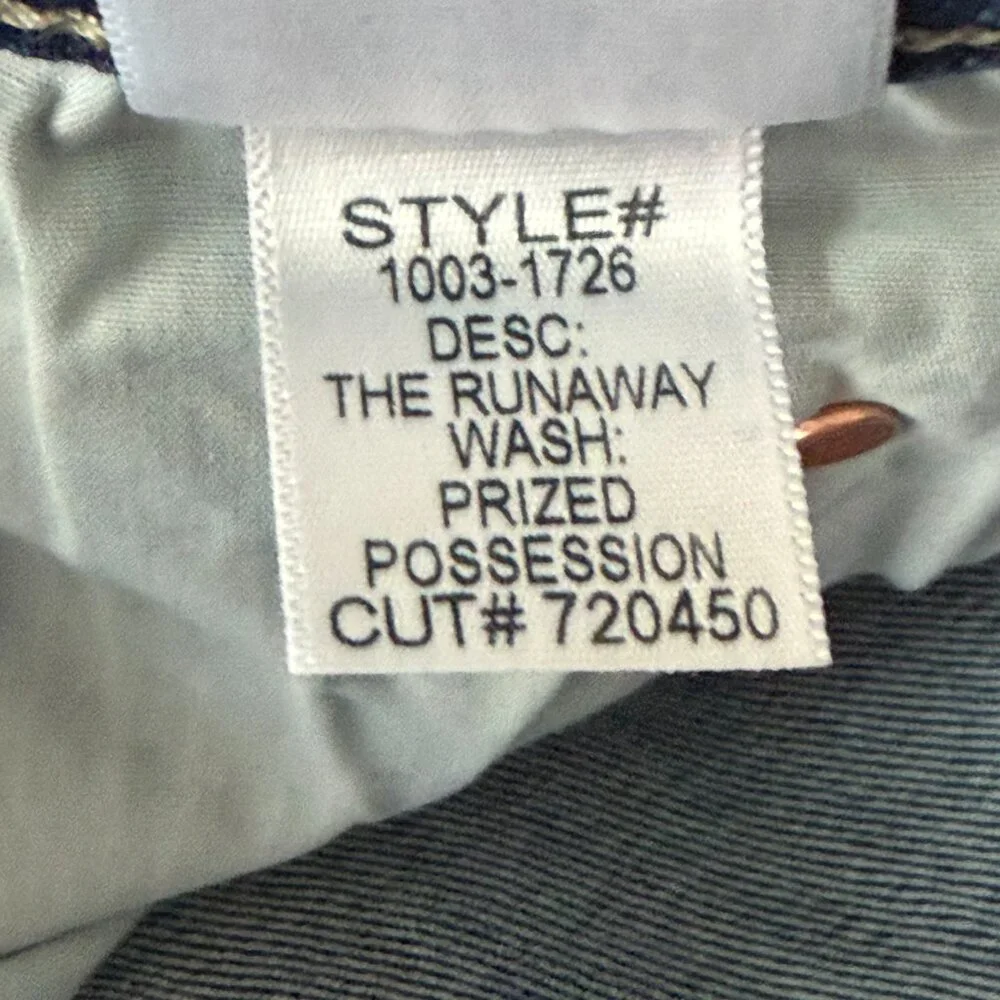 STYLE#
1003-1726
DESC:
THE RUNAWAY
WASH:
PRIZED
POSSESSION
CUT# 720450